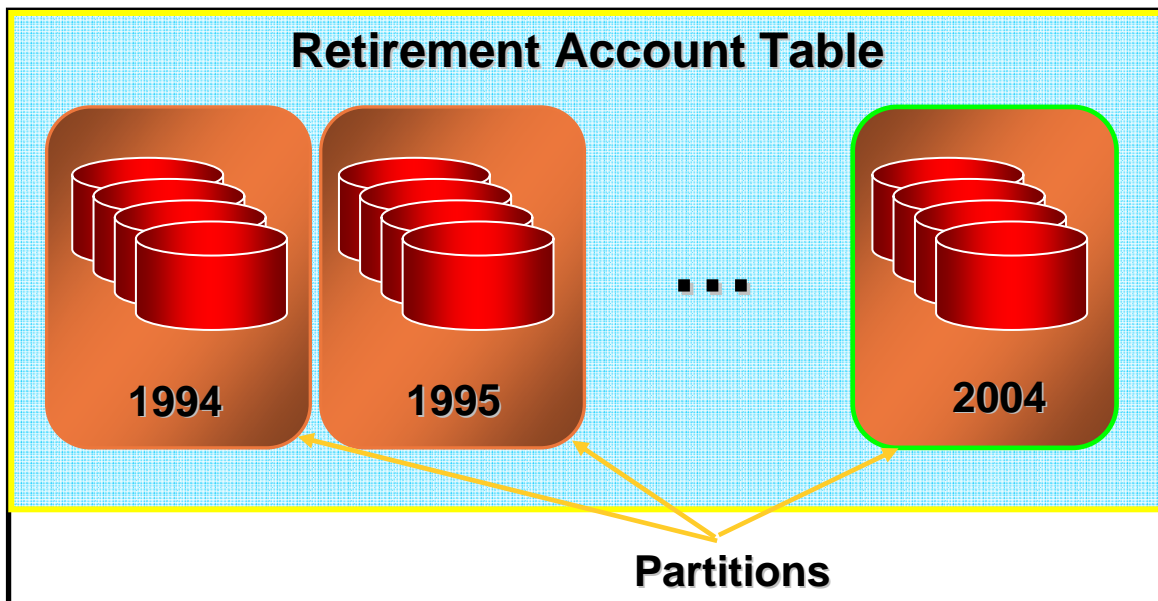 Retirement Account Table
...
1994
1995
2004
Partitions